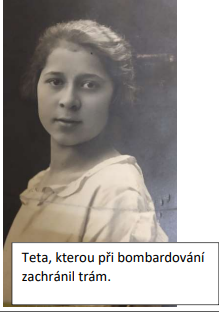 Teta, kterou při bombardování
zachránil trám.